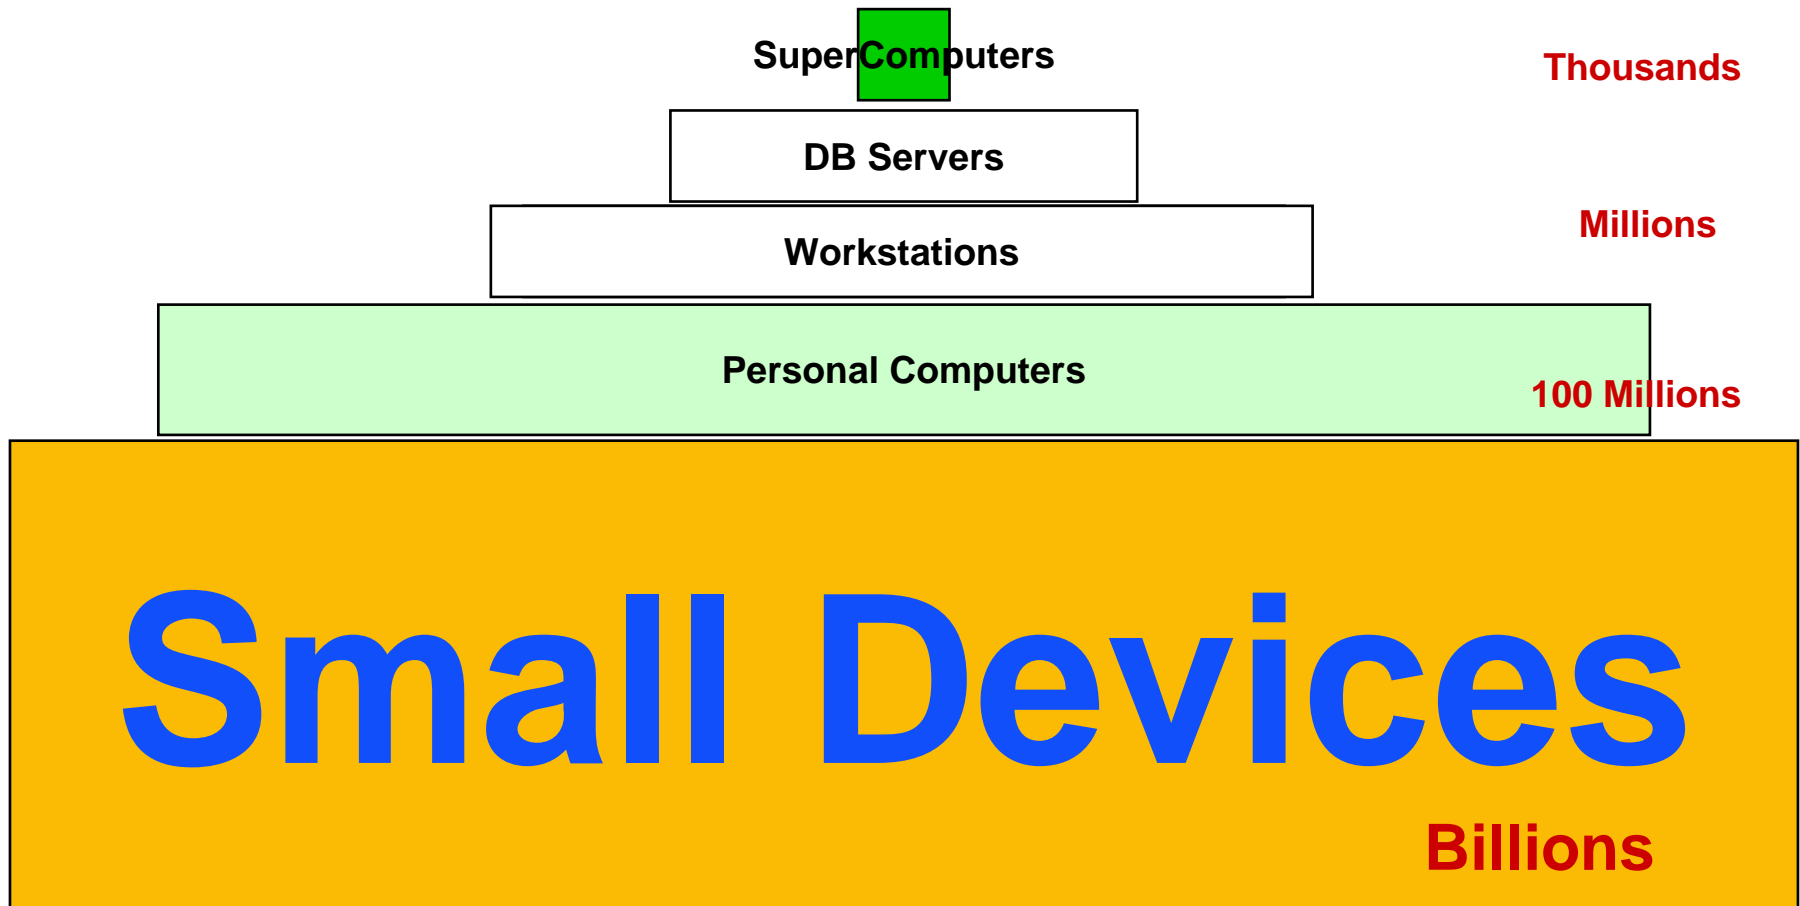 SuperComputers
Thousands
DB Servers
Millions
Workstations
Personal Computers
100 Millions
Small Devices
Billions